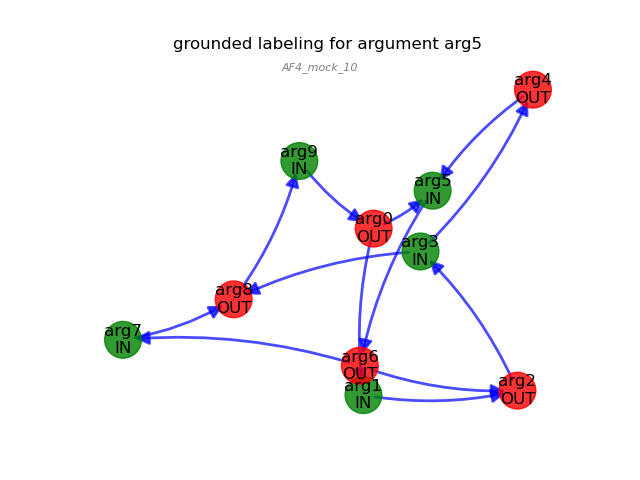 grounded labeling for argument arg5
AF4_mock_10
arg4
OUT
arg9
IN
arg5
IN
arg0
OUT
arg3
IN
arg8
OUT
arg7
IN
arg6
OUT
arg1
IN
arg2
OUT